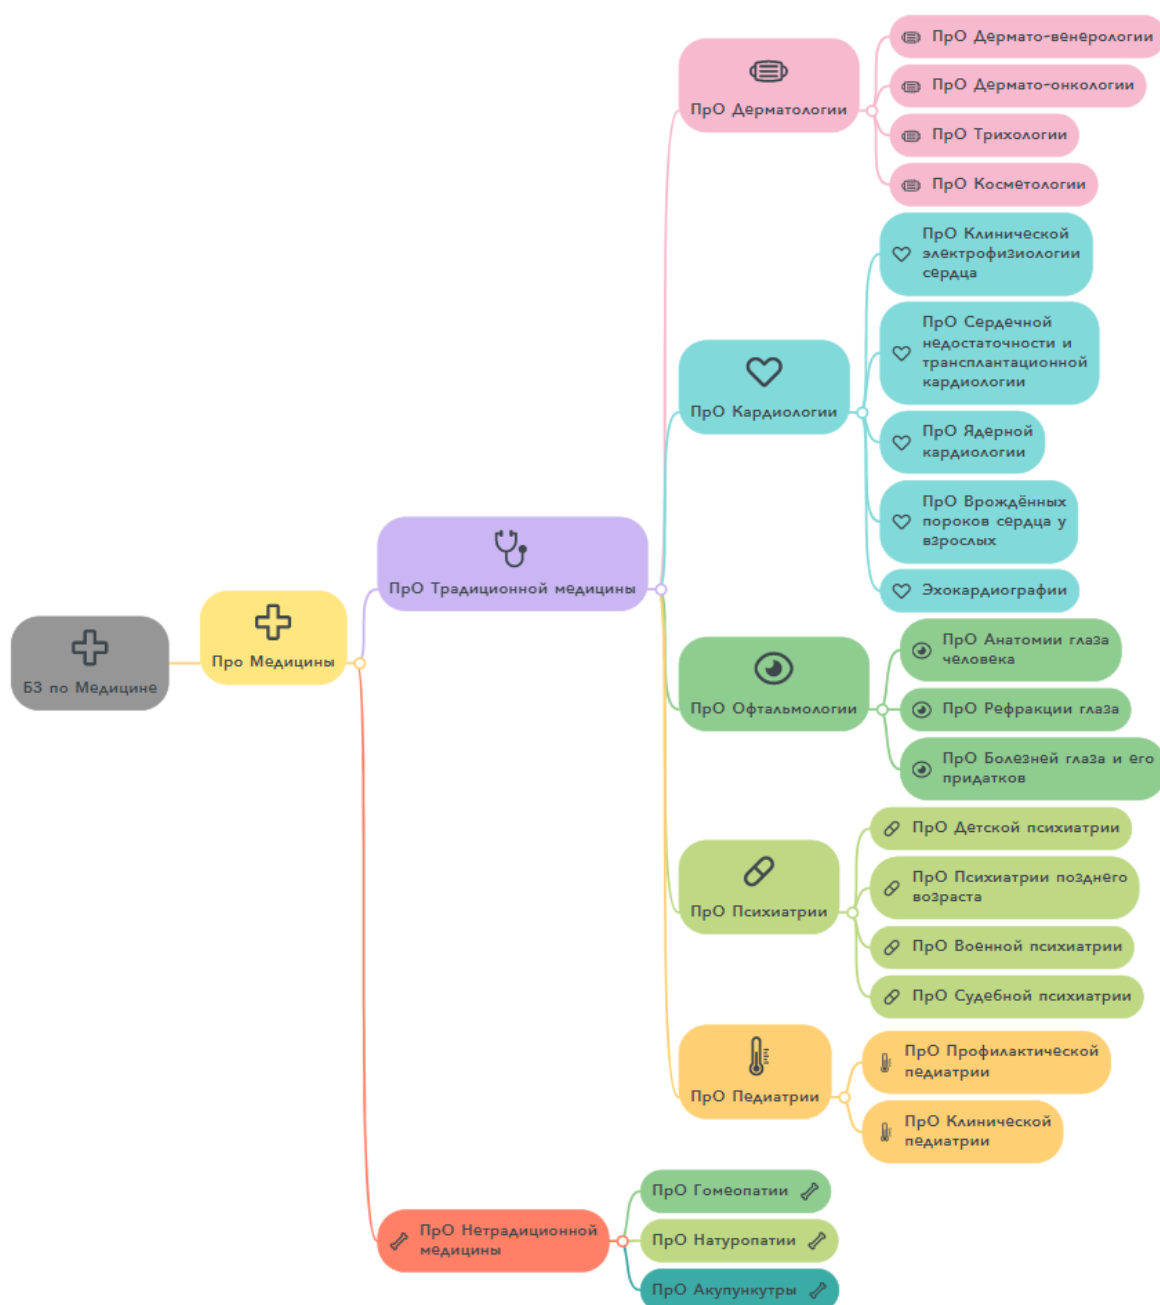 БЗ по Медицине
Про Медицины
ПрО Традиционной медицины
ПрО Дерматологии
ПрО Дермато-венерологии
ПрО Дермато-онкологии
ПрО Трихологии
ПрО Косметологии
ПрО Кардиологии
ПрО Клинической
электрофизиологии
сердца
ПрО Сердечной
недостаточности и
трансплантационной
кардиологии
ПрО Ядерной
кардиологии
ПрО Врождённых
пороков сердца у
взрослых
Эхокардиографии
ПрО Офтальмологии
ПрО Анатомии глаза
человека
ПрО Рефракции глаза
ПрО Болезней глаза и его
придатков
ПрО Психиатрии
ПрО Детской психиатрии
ПрО Психиатрии позднего
возраста
ПрО Военной психиатрии
ПрО Судебной психиатрии
ПрО Педиатрии
ПрО Профилактической
педиатрии
ПрО Клинической
педиатрии
ПрО Нетрадиционной
медицины
ПрО Гомеопатии
ПрО Натуропатии
ПрО Акупункутры